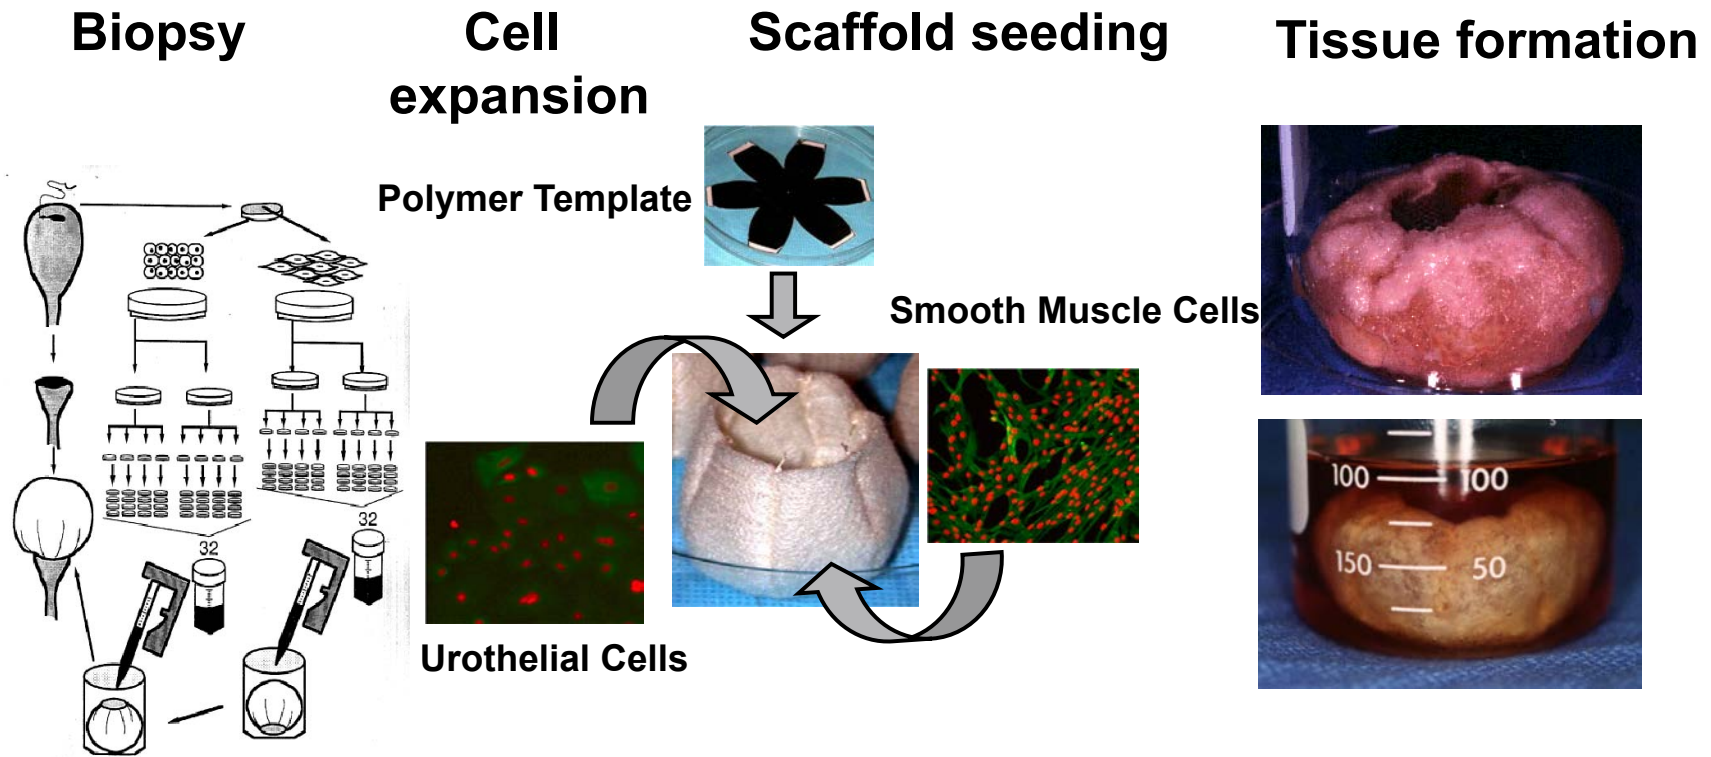 Biopsy
Cell
expansion
Scaffold seeding
Tissue formation
Polymer Template
Smooth Muscle Cells
Urothelial Cells
32
32
100 100
150 50